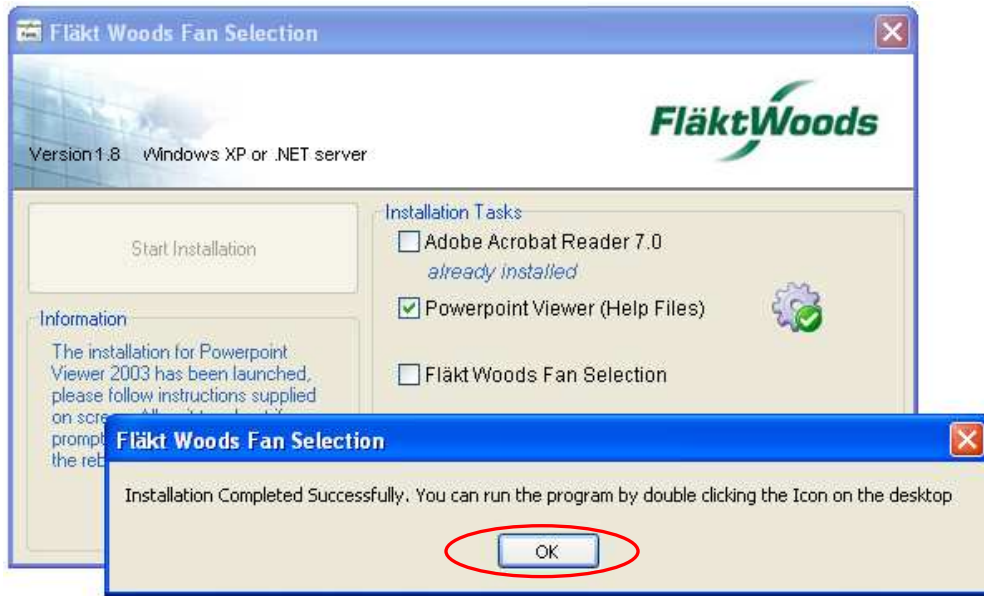 Fläkt Woods Fan Selection
FläktWoods
Version 1.8 Windows XP or .NET server
Start Installation
Installation Tasks
Adobe Acrobat Reader 7.0
already installed
Powerpoint Viewer (Help Files)
Fläkt Woods Fan Selection
Information
The installation for Powerpoint
Viewer 2003 has been launched,
please follow instructions supplied
on
prompt
the
Fläkt Woods Fan Selection
Installation Completed Successfully. You can run the program by double clicking the Icon on the desktop
OK